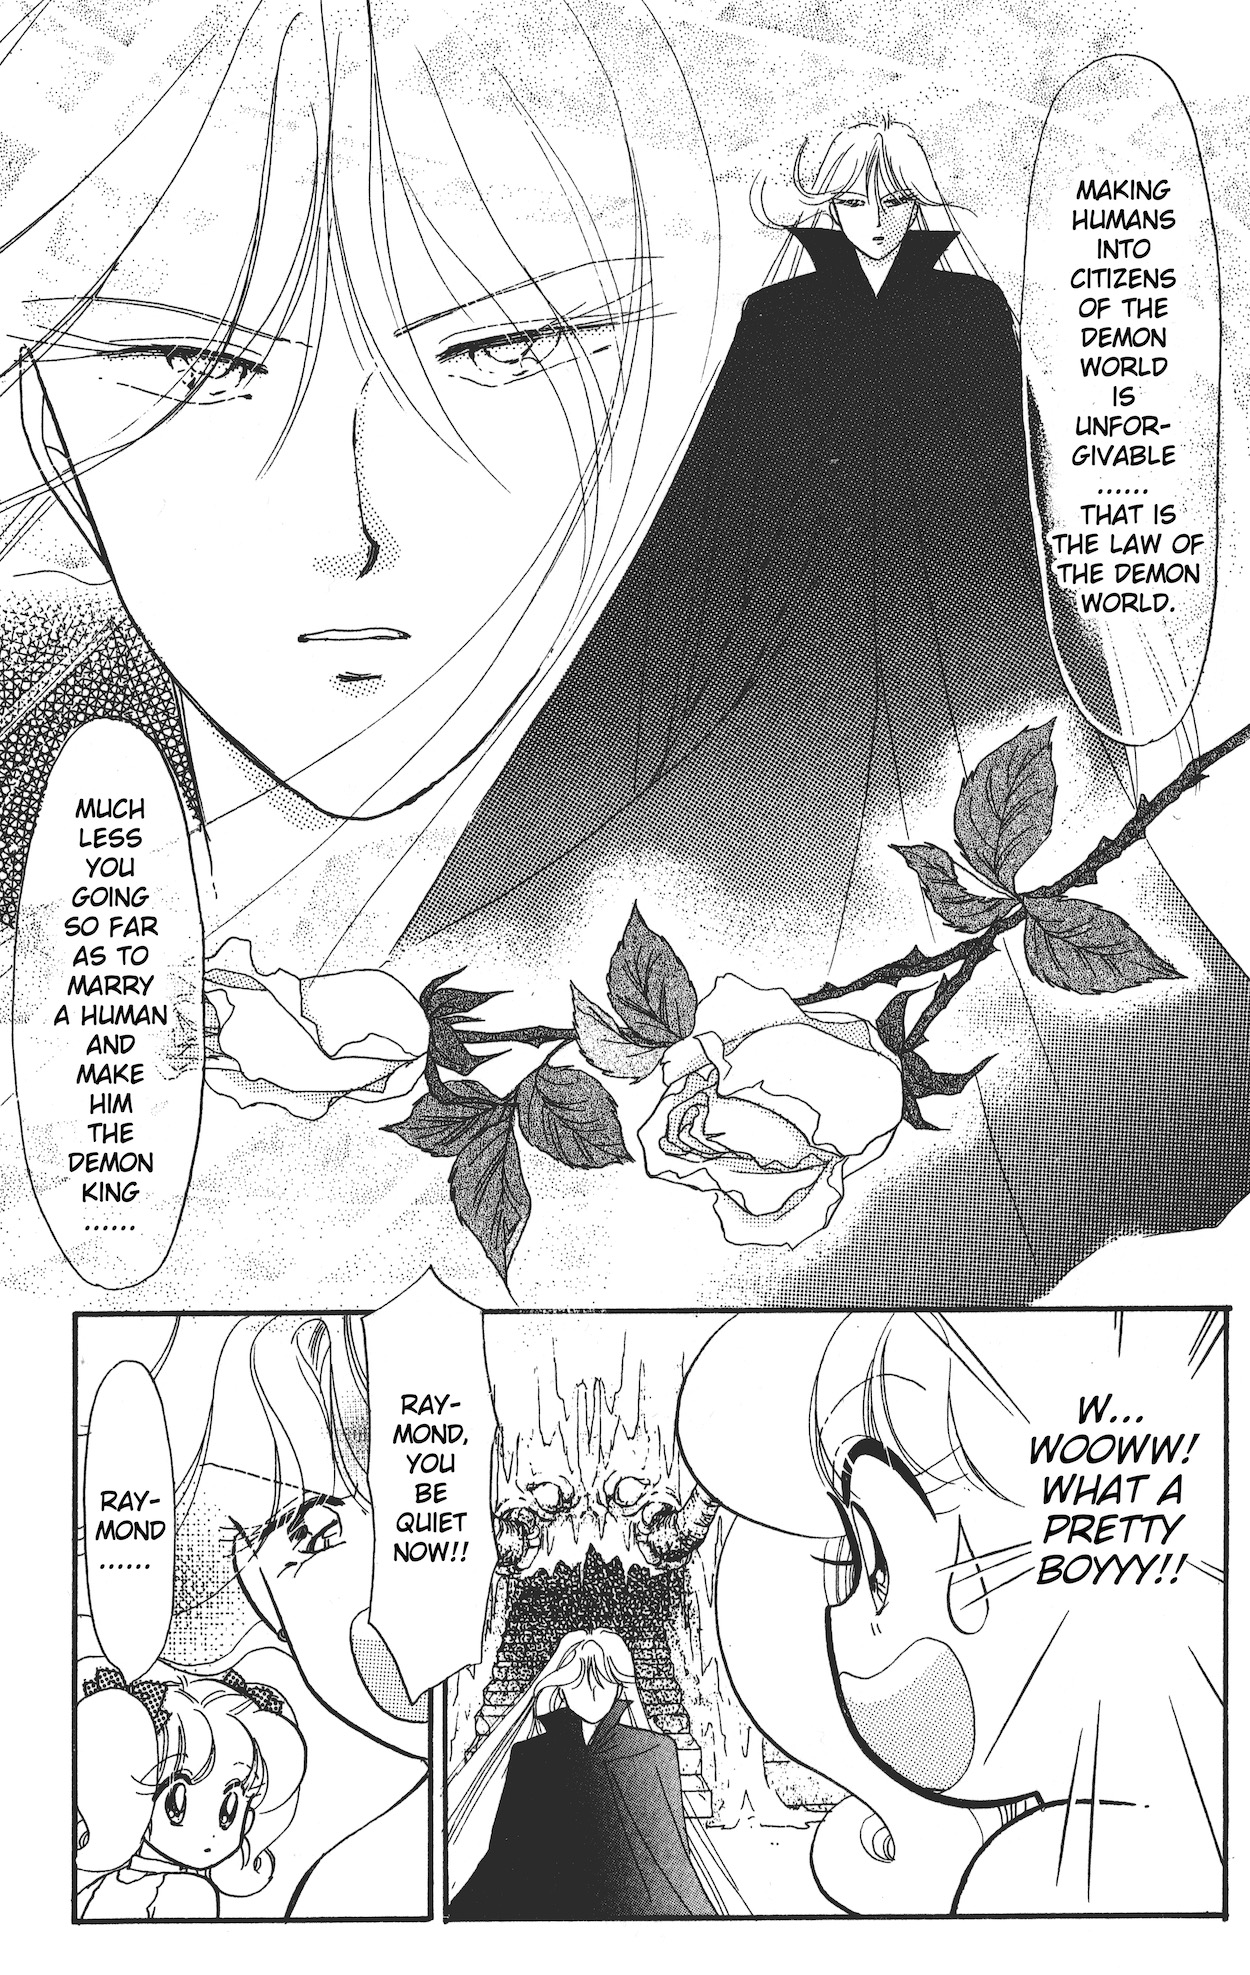 MAKING
HUMANS
INTO
CITIZENS
OF THE
DEMON
WORLD
IS
UNFOR-
GIVABLE
......
THAT IS
THE LAW OF
THE DEMON
WORLD.
MUCH
LESS
YOU
GOING
SO FAR
AS TO
MARRY
A HUMAN
AND
MAKE
HIM
THE
DEMON
KING
......
W...
WOOWW!
WHAT A
PRETTY
BOYYY!!
RAY-
MOND,
YOU
BE
QUIET
NOW!!
RAY-
MOND
......